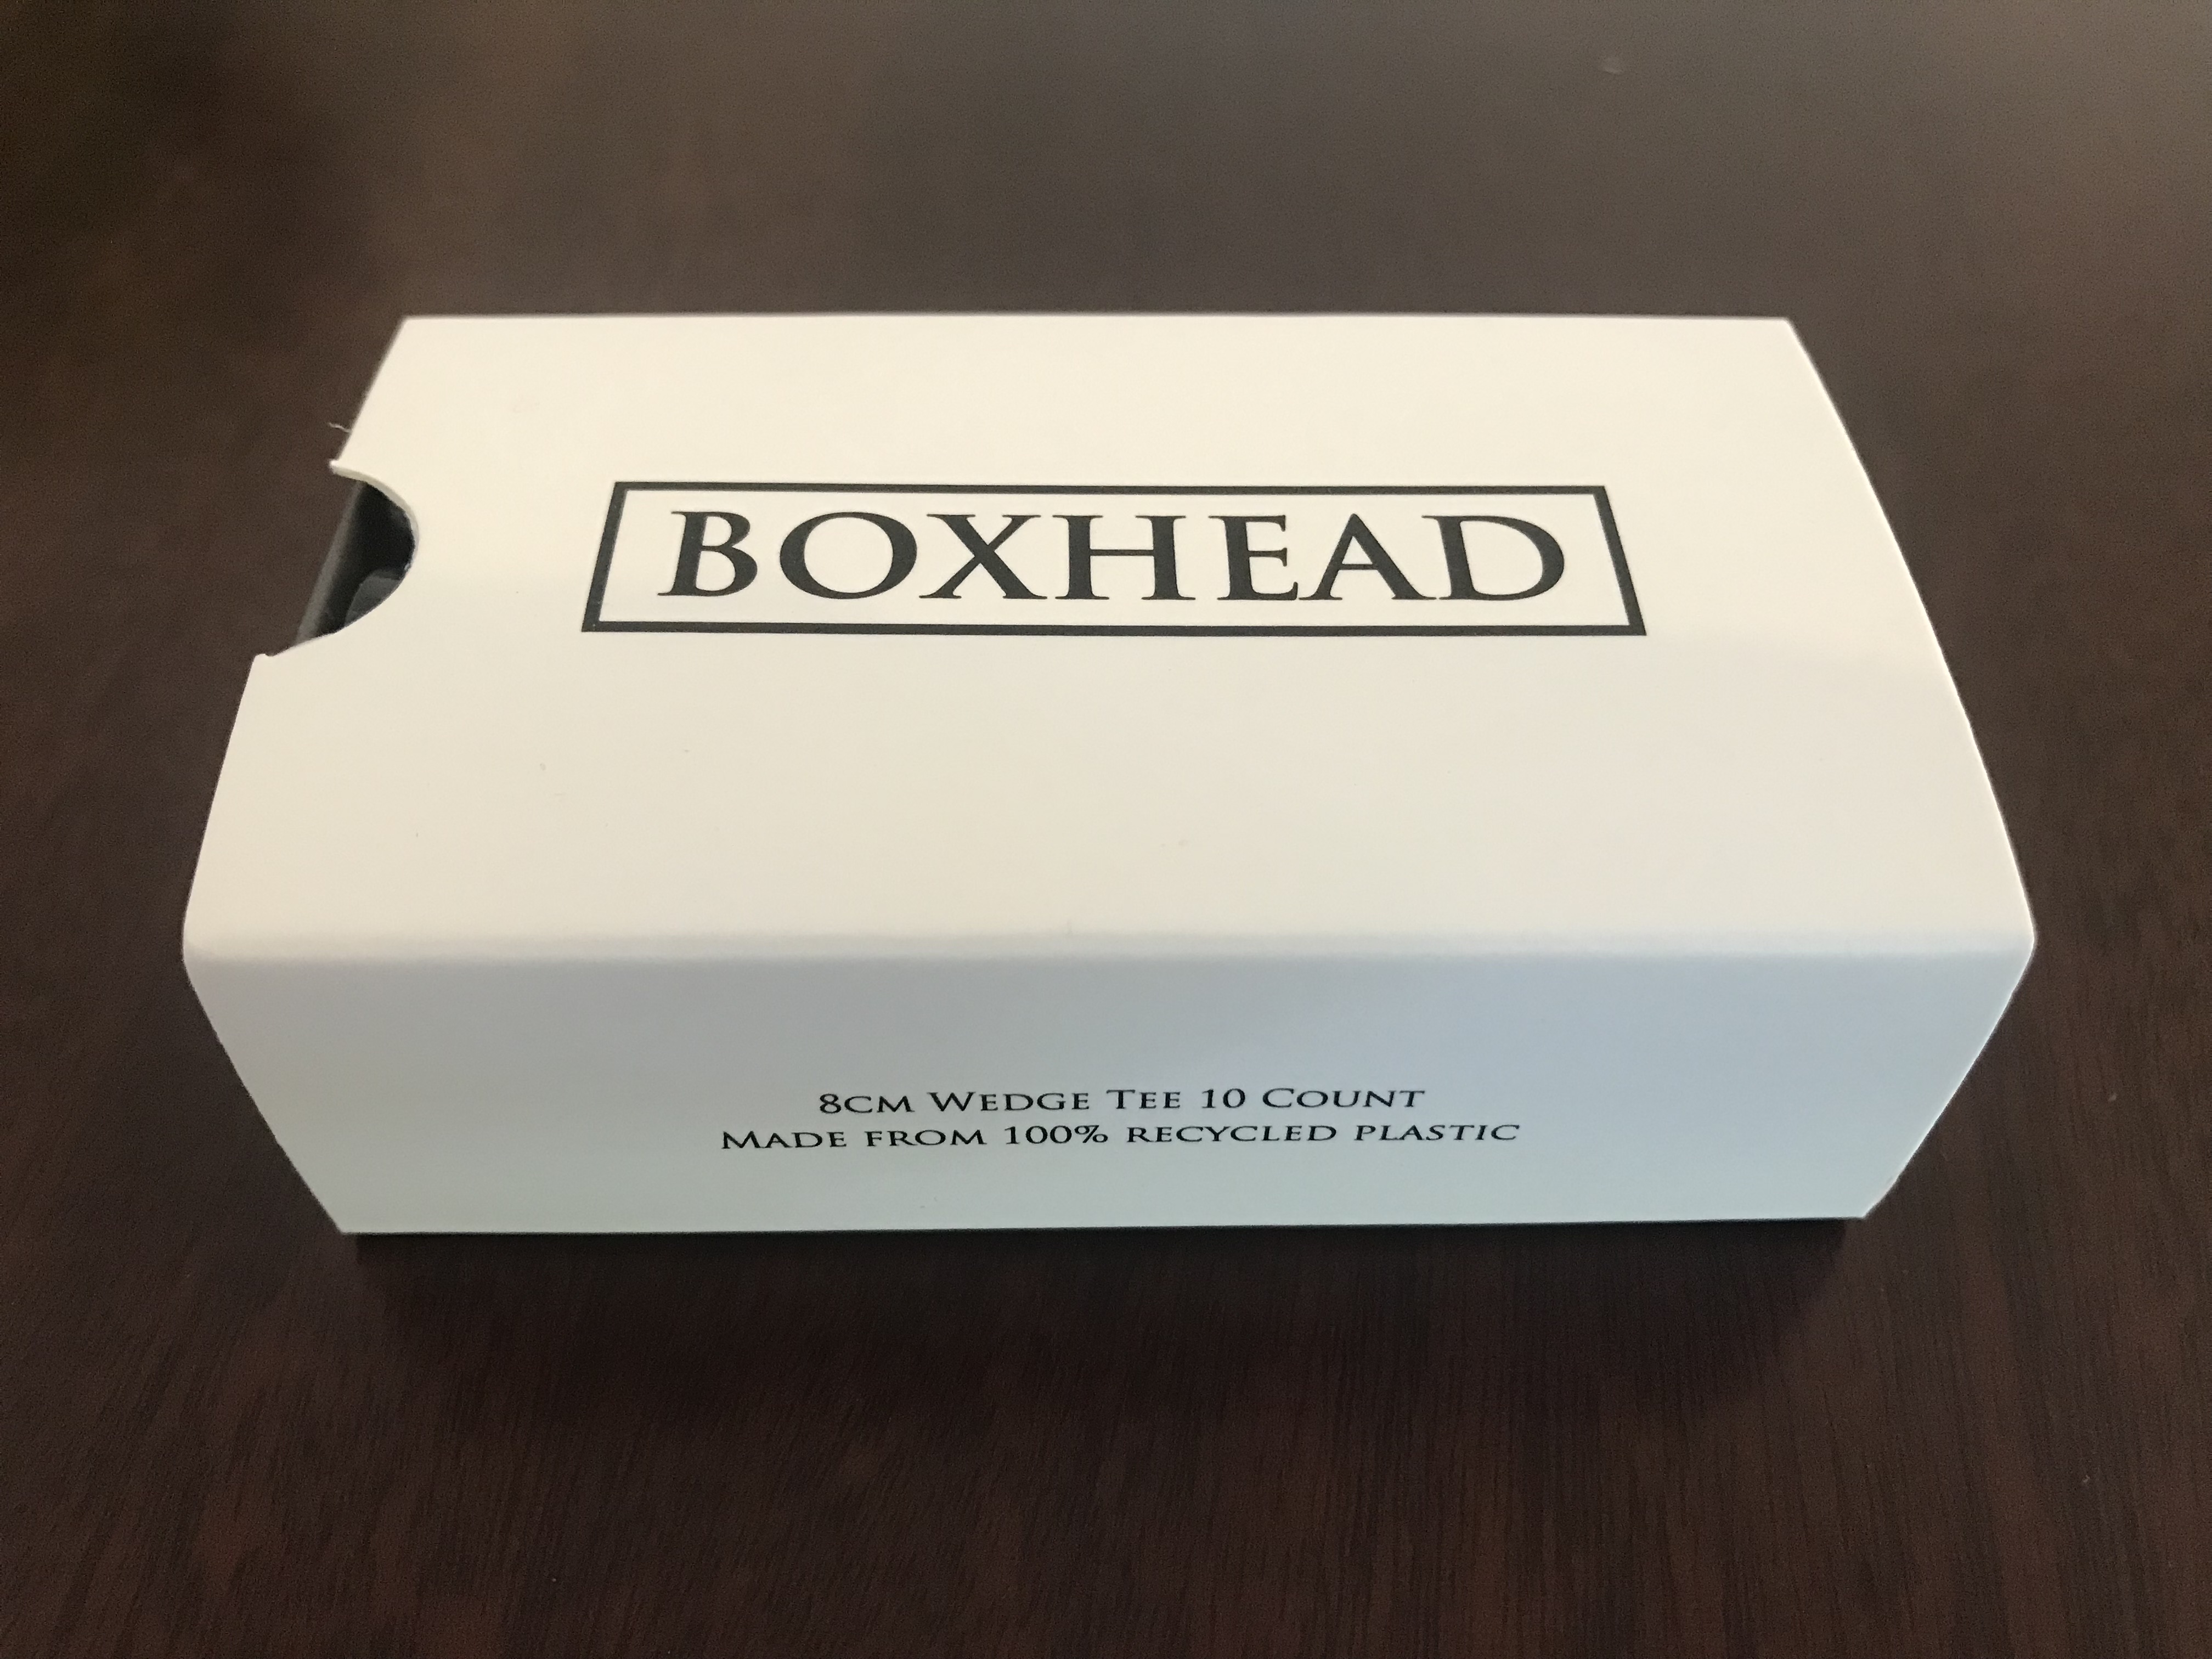 BOXHEAD
8CM WEDGE TEE 10 COUNT
MADE FROM 100% RECYCLED PLASTIC